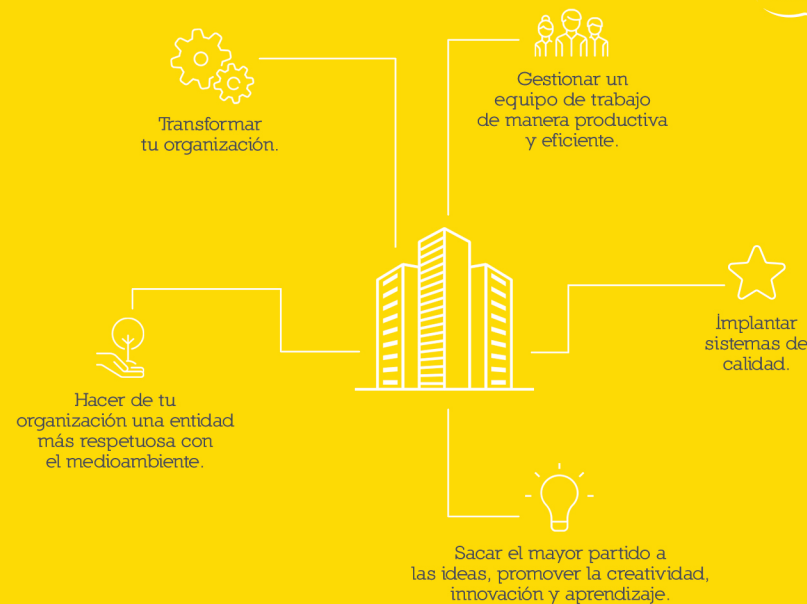 Transformar
tu organización.
Gestionar un
equipo de trabajo
de manera productiva
y eficiente.
Implantar
sistemas de
calidad.
Hacer de tu
organización una entidad
más respetuosa con
el medioambiente.
Sacar el mayor partido a
las ideas, promover la creatividad,
innovación y aprendizaje.